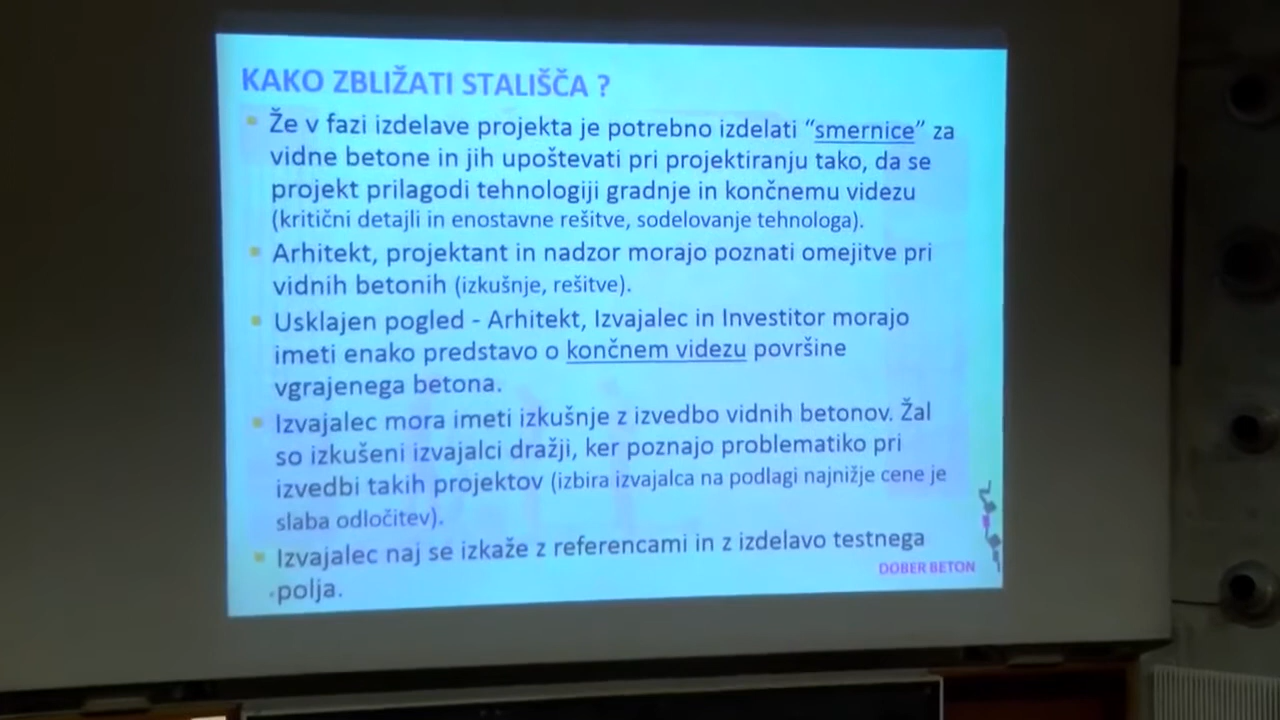 KAKO ZBLIŽATI STALIŠČA ?
Že v fazi izdelave projekta je potrebno izdelati “smernice” za
vidne betone in jih upoštevati pri projektiranju tako, da se
projekt prilagodi tehnologiji gradnje in končnemu videzu
(kritični detajli in enostavne rešitve, sodelovanje tehnologa).
Arhitekt, projektant in nadzor morajo poznati omejitve pri
vidnih betonih (izkušnje, rešitve).
Usklajen pogled - Arhitekt, Izvajalec in Investitor morajo
imeti enako predstavo o končnem videzu površine
vgrajenega betona.
Izvajalec mora imeti izkušnje z izvedbo vidnih betonov. Žal
so izkušeni izvajalci dražji, ker poznajo problematiko pri
izvedbi takih projektov (izbira izvajalca na podlagi najnižje cene je
slaba odločitev).
Izvajalec naj se izkaže z referencami in z izdelavo testnega
polja.
DOBER BETON